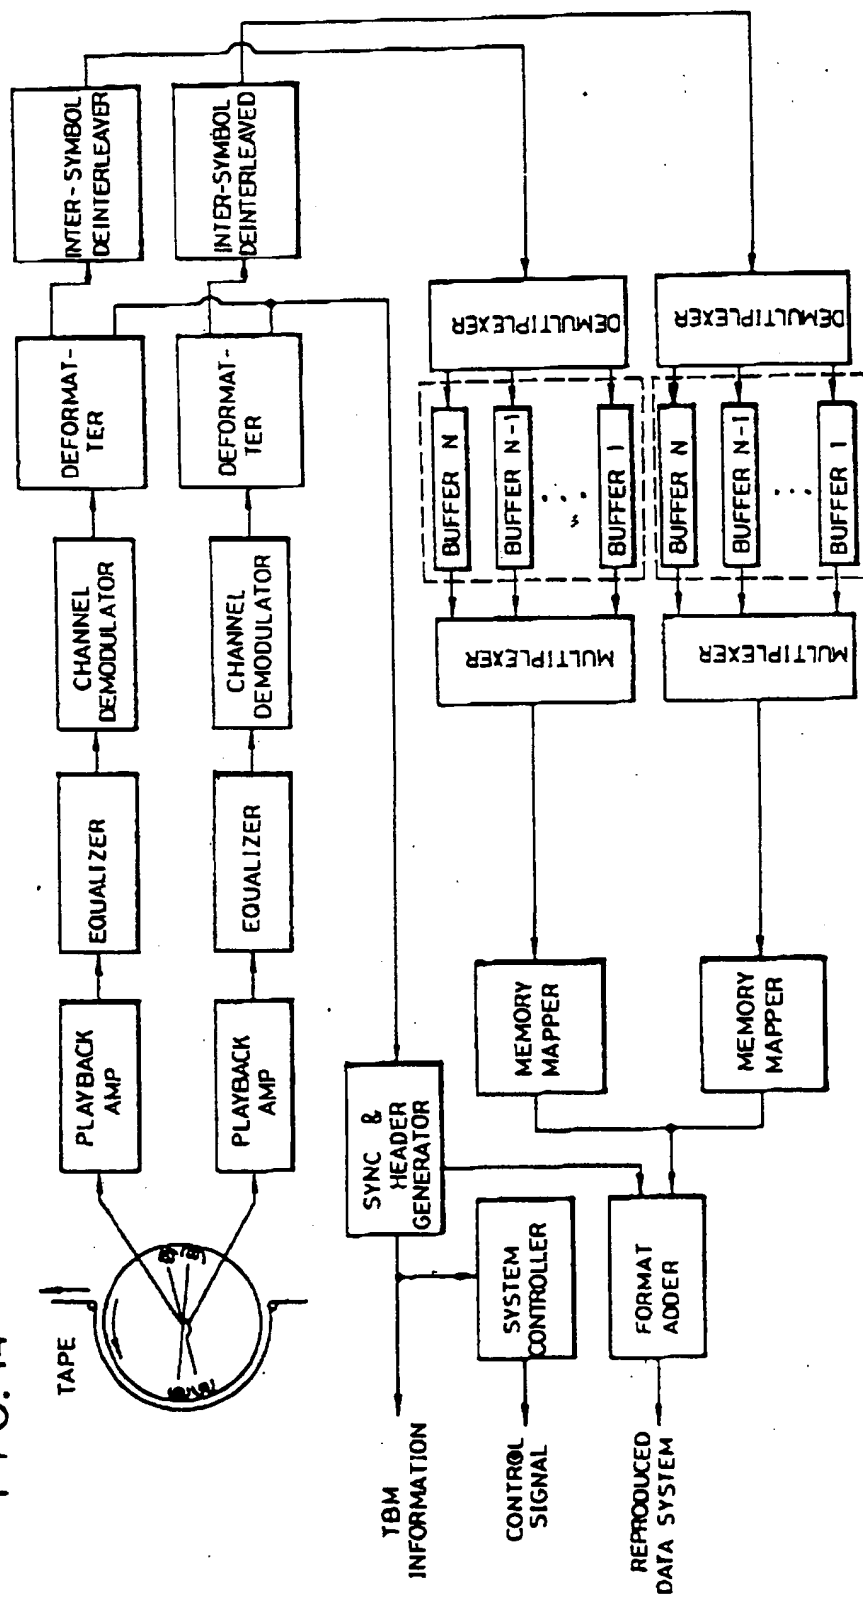 TAPE
PLAYBACK
AMP
EQUALIZER
CHANNEL
DEMODULATOR
DEFORMAT-
TER
INTER-SYMBOL
DEINTERLEAVER
PLAYBACK
AMP
EQUALIZER
CHANNEL
DEMODULATOR
DEFORMAT-
TER
INTER-SYMBOL
DEINTERLEAVED
SYNC &
HEADER
GENERATOR
TBM
INFORMATION
SYSTEM
CONTROLLER
CONTROL
SIGNAL
MEMORY
MAPPER
MULTIPLEXER
BUFFER N
BUFFER N-1
...
BUFFER 1
DEMULTIPLEXER
FORMAT
ADDER
REPRODUCED
DATA SYSTEM
MEMORY
MAPPER
MULTIPLEXER
BUFFER N
BUFFER N-1
...
BUFFER 1
DEMULTIPLEXER